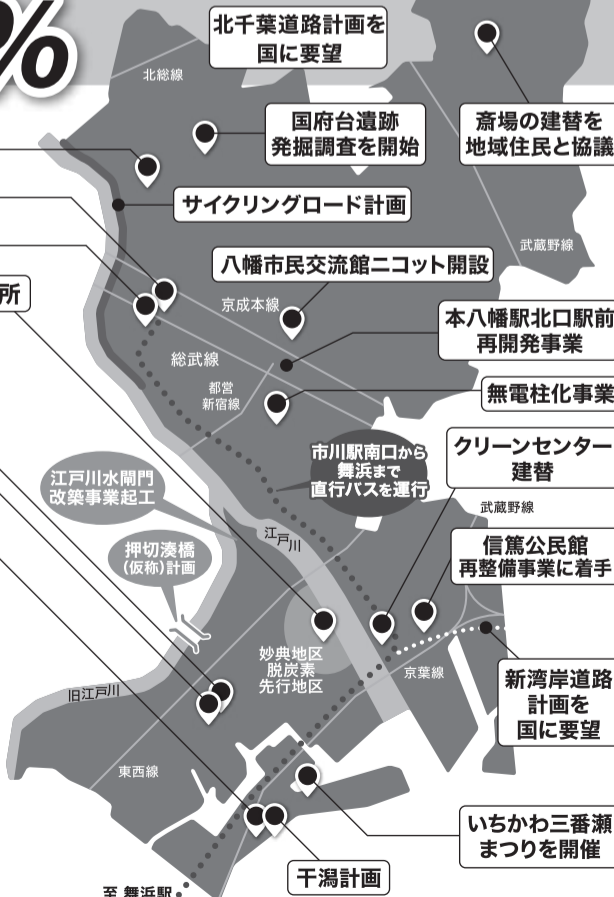 %
北千葉道路計画を
国に要望
北総線
国府台遺跡
発掘調査を開始
斎場の建替を
地域住民と協議
サイクリングロード計画
武蔵野線
八幡市民交流館ニコット開設
所
京成本線
本八幡駅北口駅前
再開発事業
総武線
都営
新宿線
無電柱化事業
市川駅南口から
舞浜まで
直行バスを運行
クリーンセンター
建替
江戸川水閘門
改築事業起工
武蔵野線
江戸川
信篤公民館
再整備事業に着手
押切湊橋
(仮称)計画
妙典地区
脱炭素
先行地区
京葉線
新湾岸道路
計画を
国に要望
旧江戸川
東西線
いちかわ三番瀬
まつりを開催
干潟計画
至 舞浜駅